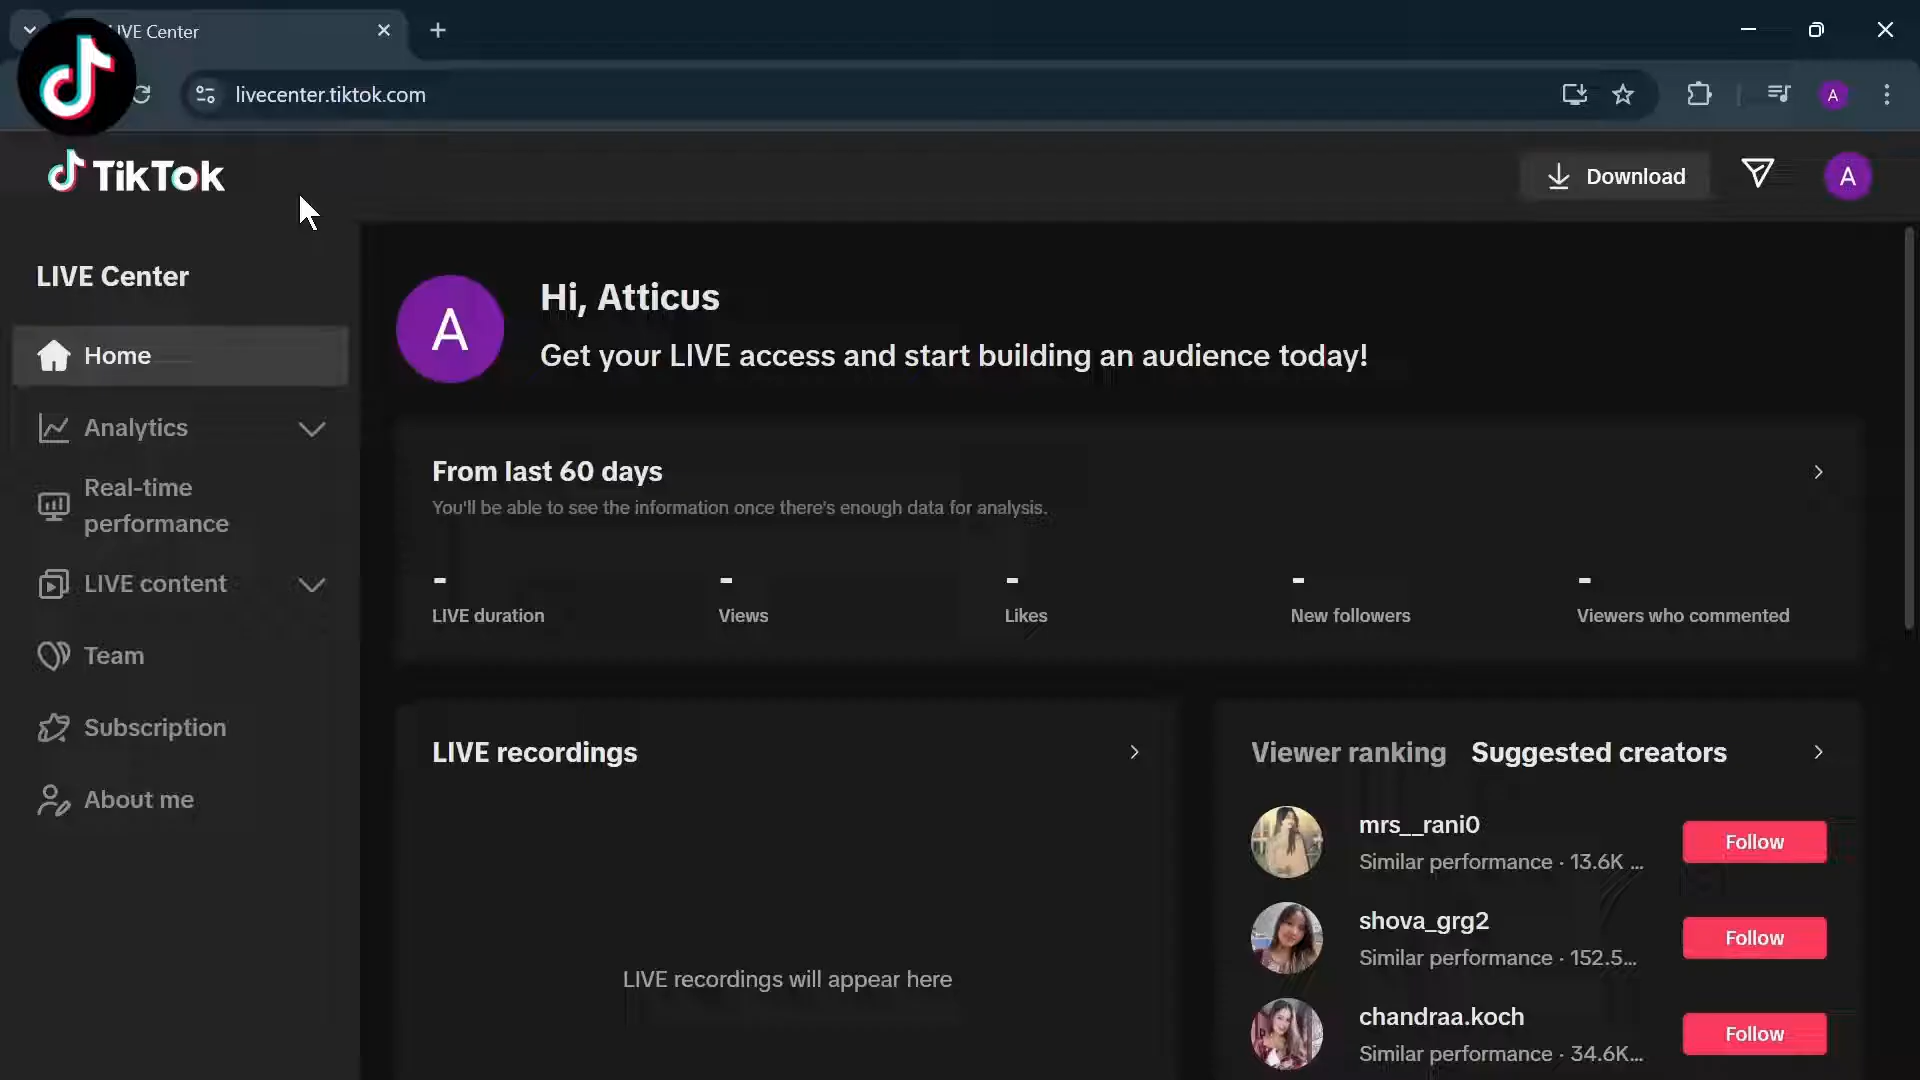 IVE Center
livecenter.tiktok.com
A
TikTok
Download
A
LIVE Center
Home
Analytics
Real-time
performance
LIVE content
Team
Subscription
About me
A
Hi, Atticus
Get your LIVE access and start building an audience today!
From last 60 days
You'll be able to see the information once there's enough data for analysis.
- - - - -
LIVE duration Views Likes New followers Viewers who commented
LIVE recordings
LIVE recordings will appear here
Viewer ranking Suggested creators
mrs__rani0
Similar performance · 13.6K ...
Follow
shova_grg2
Similar performance · 152.5...
Follow
chandraa.koch
Similar performance · 34.6K...
Follow